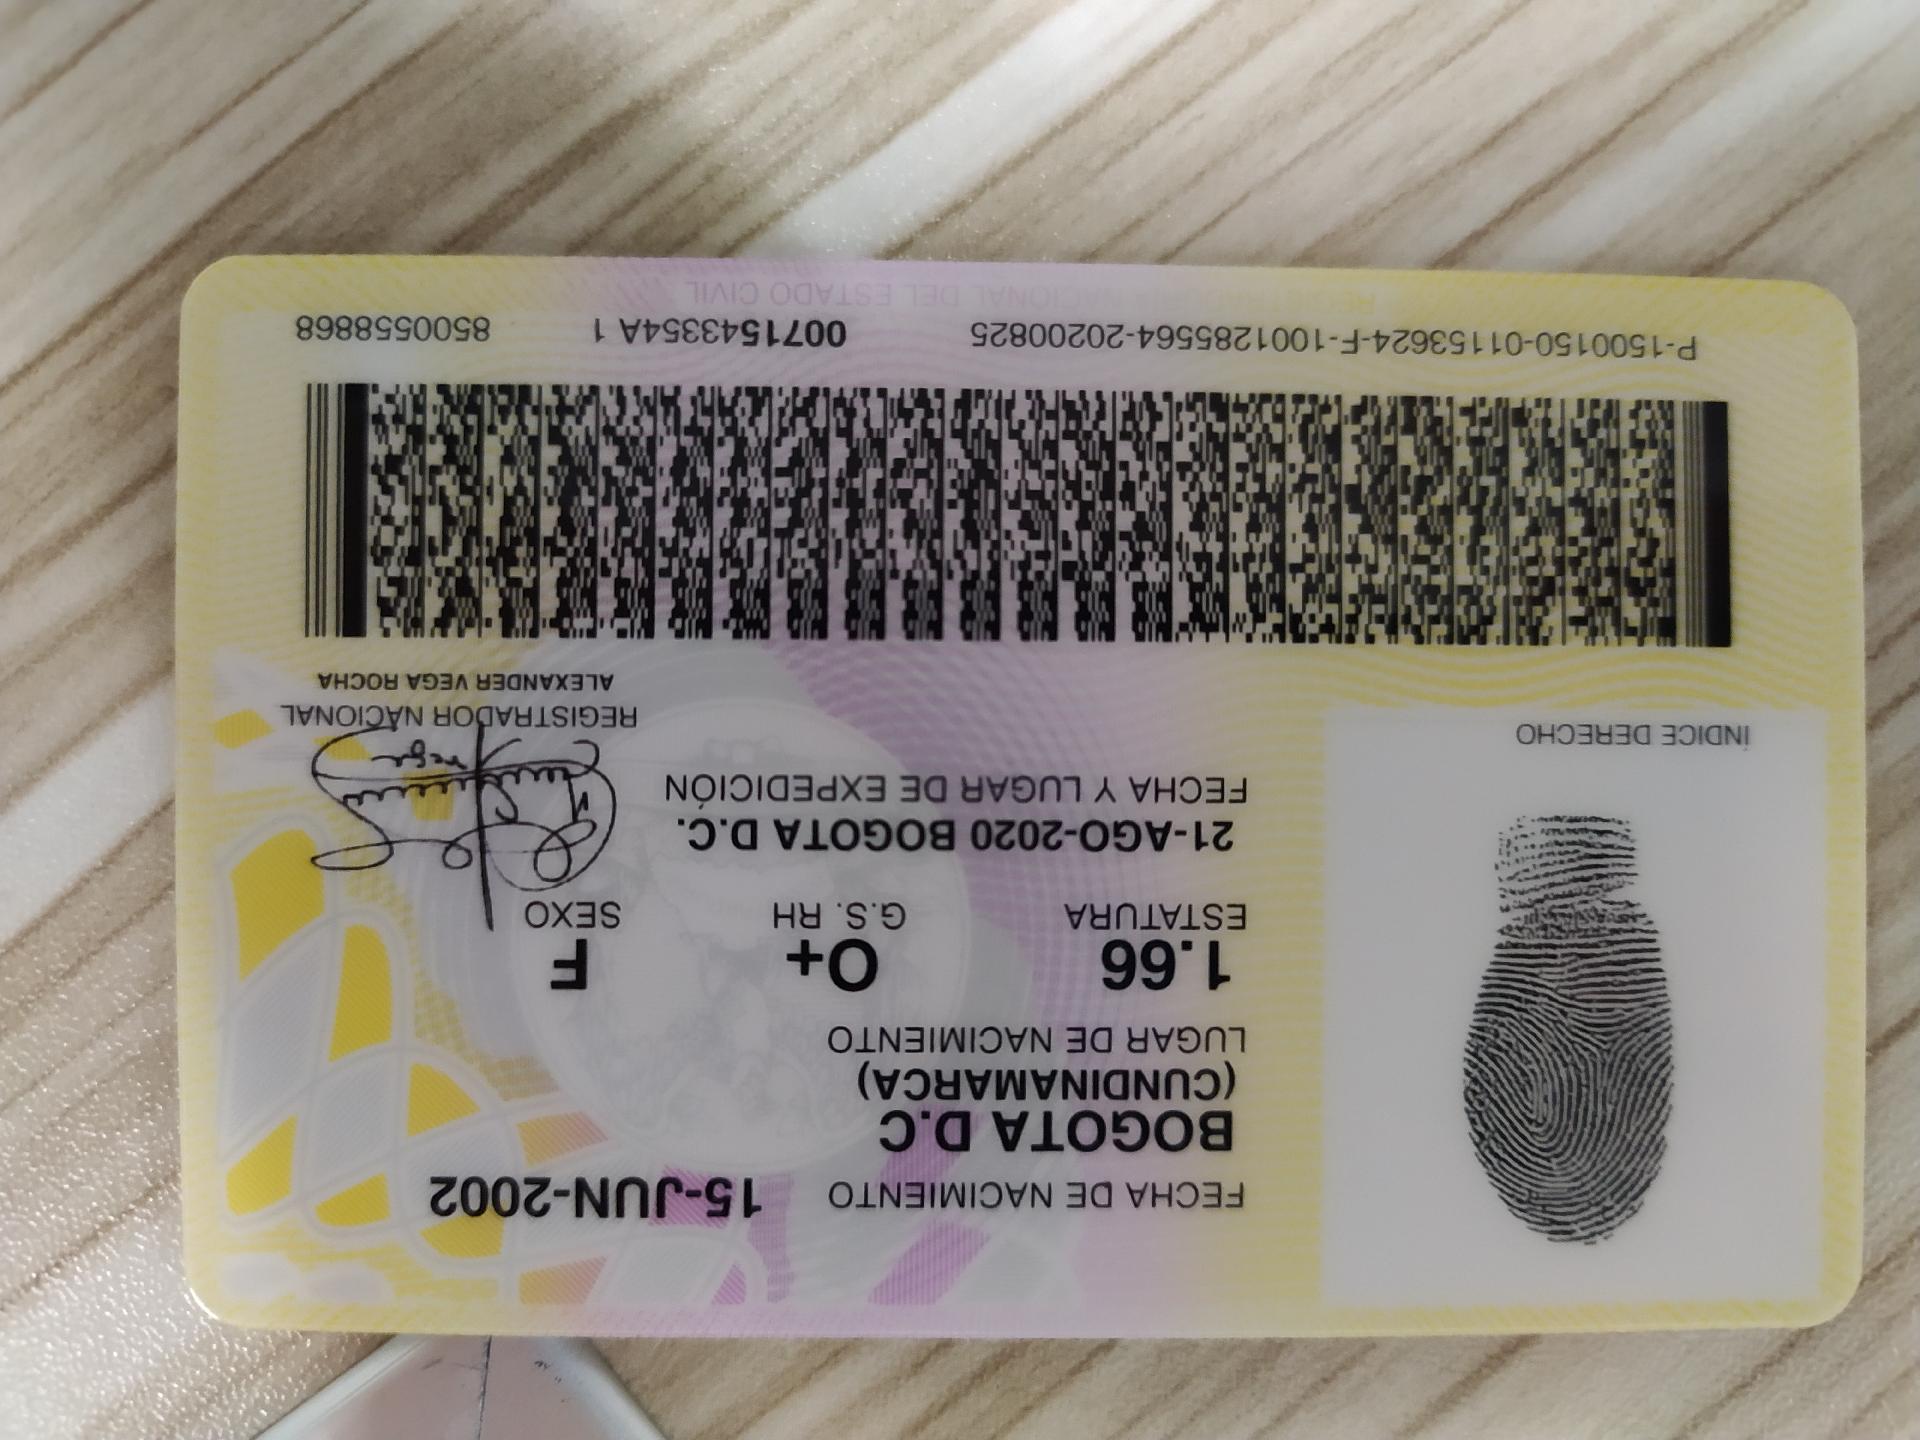 FECHA DE NACIMIENTO 15-JUN-2002
BOGOTA D.C
(CUNDINAMARCA)
LUGAR DE NACIMIENTO
1.66 O+ F
ESTATURA G.S. RH SEXO
21-AGO-2020 BOGOTA D.C.
FECHA Y LUGAR DE EXPEDICIÓN
ÍNDICE DERECHO
REGISTRADOR NACIONAL
ALEXANDER VEGA ROCHA
P-1500150-01153624-F-1001285564-20200825 0071543354A 1 8500558868
REGISTRADURIA NACIONAL DEL ESTADO CIVIL